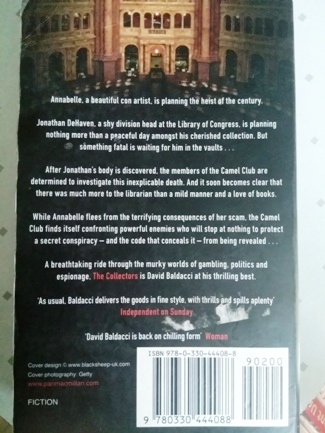 Annabelle, a beautiful con artist, is planning the heist of the century.
Jonathan DeHaven, a shy division head at the Library of Congress, is planning
nothing more than a peaceful day amongst his cherished collection. But
something fatal is waiting for him in the vaults . . .
After Jonathan's body is discovered, the members of the Camel Club are
determined to investigate this inexplicable death. And it soon becomes clear that
there was much more to the librarian than a mild manner and a love of books.
While Annabelle flees from the terrifying consequences of her scam, the Camel
Club finds itself confronting powerful enemies who will stop at nothing to protect
a secret conspiracy – and the code that conceals it – from being revealed . . .
A breathtaking ride through the murky worlds of gambling, politics and
espionage, The Collectors is David Baldacci at his thrilling best.
'As usual, Baldacci delivers the goods in fine style, with thrills and spills aplenty'
Independent on Sunday
'David Baldacci is back on chilling form' Woman
ISBN 978-0-330-44408-8
90200
Cover design © www.blacksheep-uk.com
Cover photography: Getty
www.panmacmillan.com
FICTION
9 780330 444088